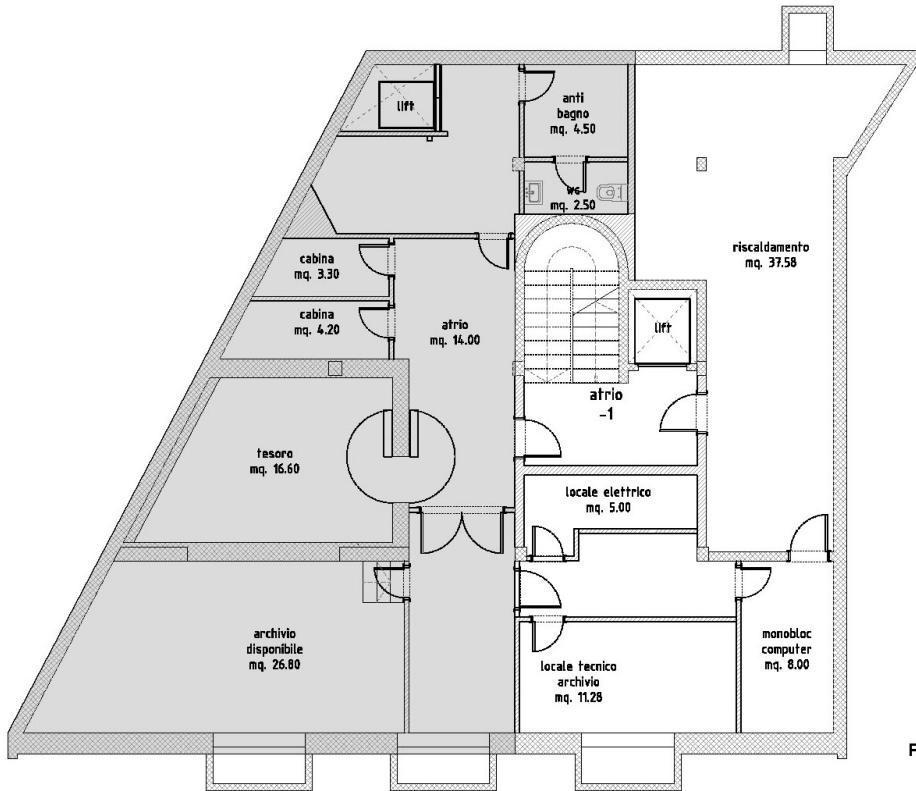 lift
anti
bagno
mq. 4.50
wc
mq. 2.50
riscaldamento
mq. 37.58
cabina
mq. 3.30
cabina
mq. 4.20
atrio
mq. 14.00
lift
atrio
-1
tesoro
mq. 16.60
locale elettrico
mq. 5.00
archivio
disponibile
mq. 26.80
locale tecnico
archivio
mq. 11.28
monobloc
computer
mq. 8.00
F